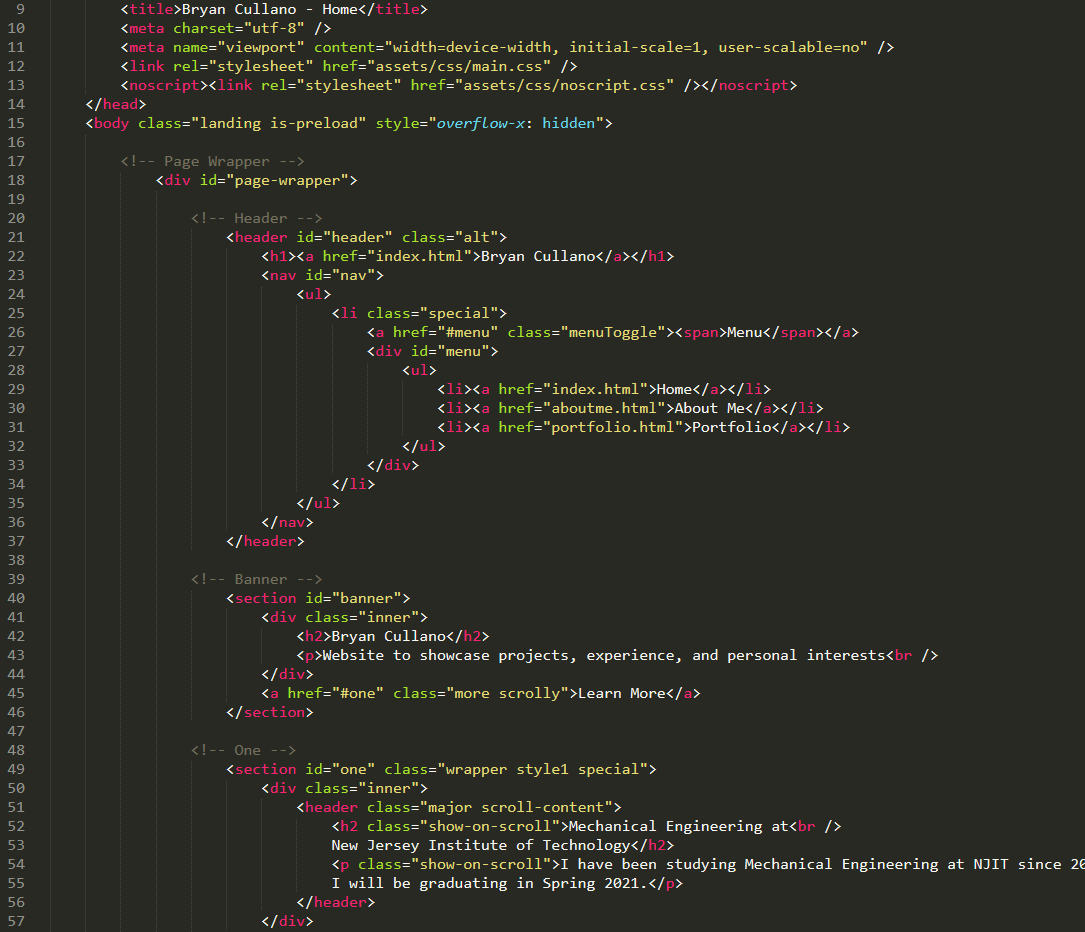 9 <title>Bryan Cullano - Home</title>
10 <meta charset="utf-8" />
11 <meta name="viewport" content="width=device-width, initial-scale=1, user-scalable=no" />
12 <link rel="stylesheet" href="assets/css/main.css" />
13 <noscript><link rel="stylesheet" href="assets/css/noscript.css" /></noscript>
14 </head>
15 <body class="landing is-preload" style="overflow-x: hidden">
16
17 <!-- Page Wrapper -->
18 <div id="page-wrapper">
19
20 <!-- Header -->
21 <header id="header" class="alt">
22 <h1><a href="index.html">Bryan Cullano</a></h1>
23 <nav id="nav">
24 <ul>
25 <li class="special">
26 <a href="#menu" class="menuToggle"><span>Menu</span></a>
27 <div id="menu">
28 <ul>
29 <li><a href="index.html">Home</a></li>
30 <li><a href="aboutme.html">About Me</a></li>
31 <li><a href="portfolio.html">Portfolio</a></li>
32 </ul>
33 </div>
34 </li>
35 </ul>
36 </nav>
37 </header>
38
39 <!-- Banner -->
40 <section id="banner">
41 <div class="inner">
42 <h2>Bryan Cullano</h2>
43 <p>Website to showcase projects, experience, and personal interests<br />
44 </div>
45 <a href="#one" class="more scrolly">Learn More</a>
46 </section>
47
48 <!-- One -->
49 <section id="one" class="wrapper style1 special">
50 <div class="inner">
51 <header class="major scroll-content">
52 <h2 class="show-on-scroll">Mechanical Engineering at<br />
53 New Jersey Institute of Technology</h2>
54 <p class="show-on-scroll">I have been studying Mechanical Engineering at NJIT since
55 I will be graduating in Spring 2021.</p>
56 </header>
57 </div>